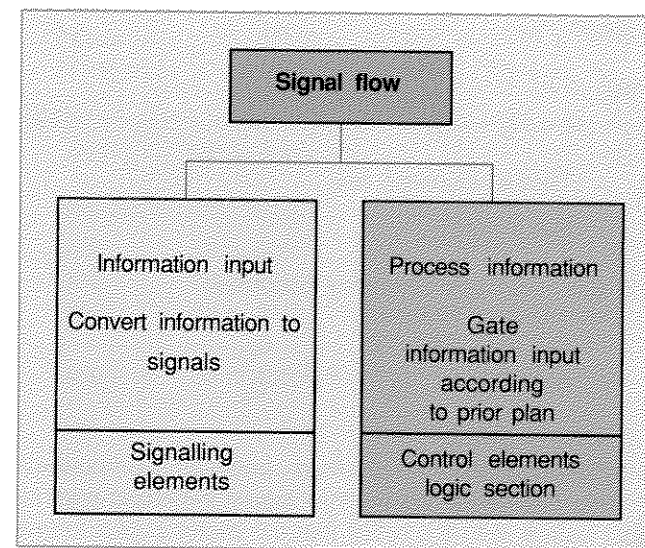 Signal flow
Information input
Convert information to
signals
Signalling
elements
Process information
Gate
information input
according
to prior plan
Control elements
logic section